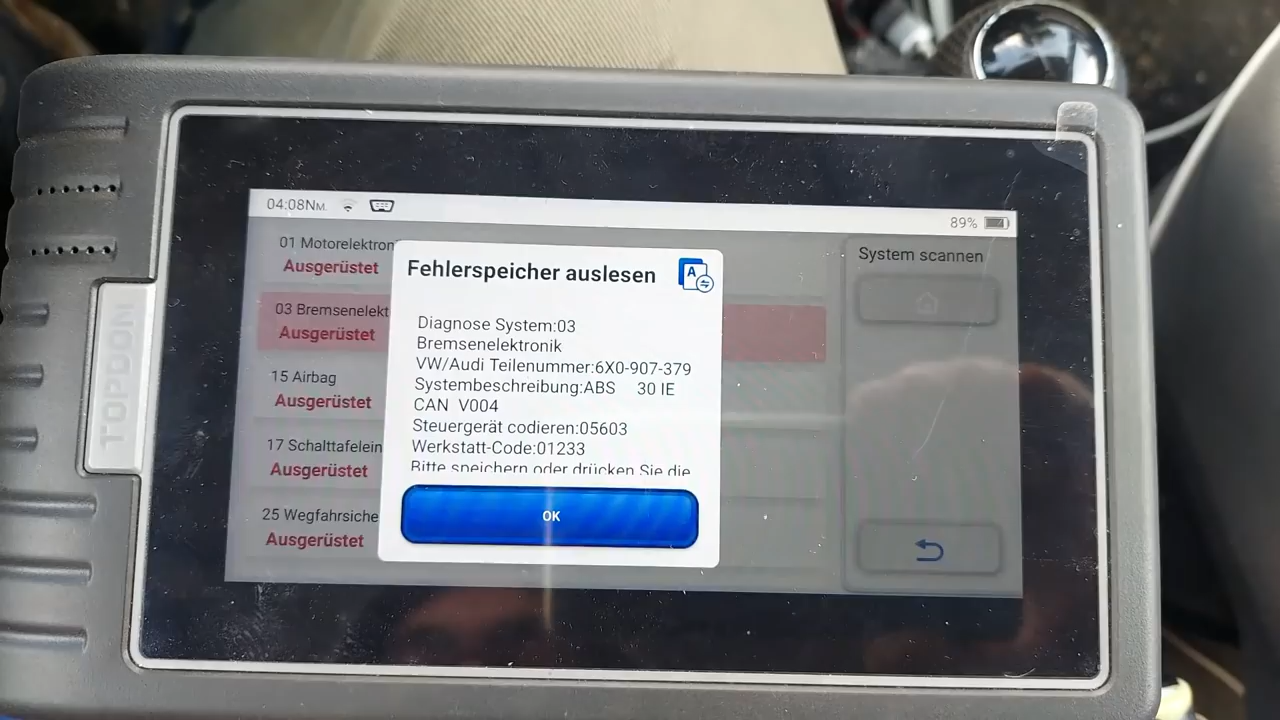 04:08NM.
89%
01 Motorelektron
Ausgerüstet
03 Bremsenelekt
Ausgerüstet
15 Airbag
Ausgerüstet
17 Schalttafelein
Ausgerüstet
25 Wegfahrsiche
Ausgerüstet
Fehlerspeicher auslesen
A
Diagnose System:03
Bremsenelektronik
VW/Audi Teilenummer:6X0-907-379
Systembeschreibung:ABS 30 IE
CAN V004
Steuergerät codieren:05603
Werkstatt-Code:01233
Bitte speichern oder drücken Sie die
OK
System scannen
TOPDON